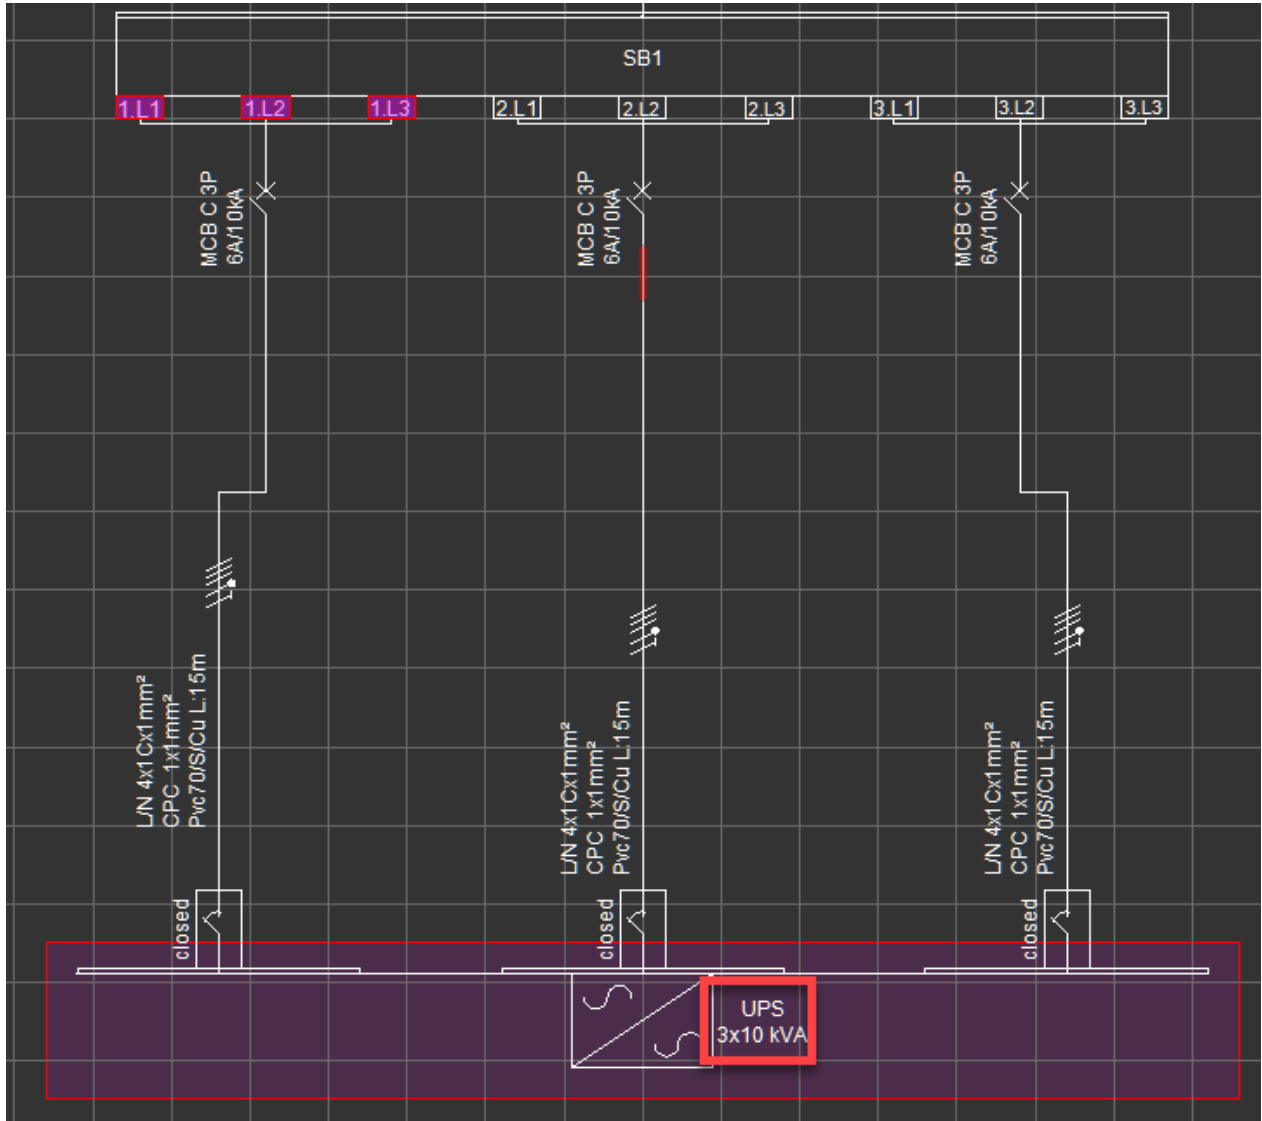 SB1
1.L1 1.L2 1.L3 2.L1 2.L2 2.L3 3.L1 3.L2 3.L3
MCB C 3P
6A/10kA
MCB C 3P
6A/10kA
MCB C 3P
6A/10kA
L/N 4x1Cx1mm²
CPC 1x1mm²
Pvc70/S/Cu L:15m
L/N 4x1Cx1mm²
CPC 1x1mm²
Pvc70/S/Cu L:15m
L/N 4x1Cx1mm²
CPC 1x1mm²
Pvc70/S/Cu L:15m
closed
closed
closed
UPS
3x10 kVA